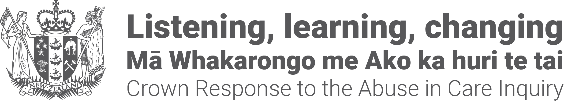 Listening, learning, changing
Mā Whakarongo me Ako ka huri te tai
Crown Response to the Abuse in Care Inquiry